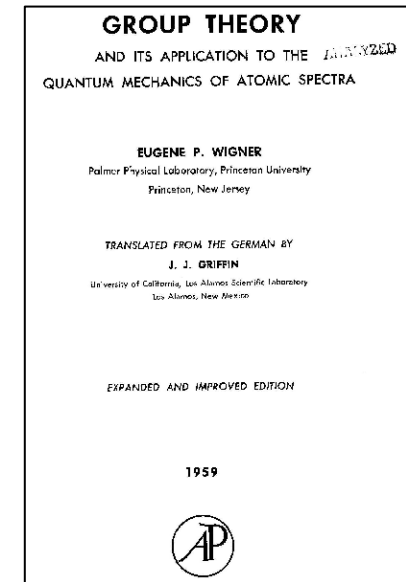 GROUP THEORY
AND ITS APPLICATION TO THE
QUANTUM MECHANICS OF ATOMIC SPECTRA
EUGENE P. WIGNER
Palmer Physical Laboratory, Princeton University
Princeton, New Jersey
TRANSLATED FROM THE GERMAN BY
J. J. GRIFFIN
University of California, Los Alamos Scientific Laboratory
Los Alamos, New Mexico
EXPANDED AND IMPROVED EDITION
1959
AP